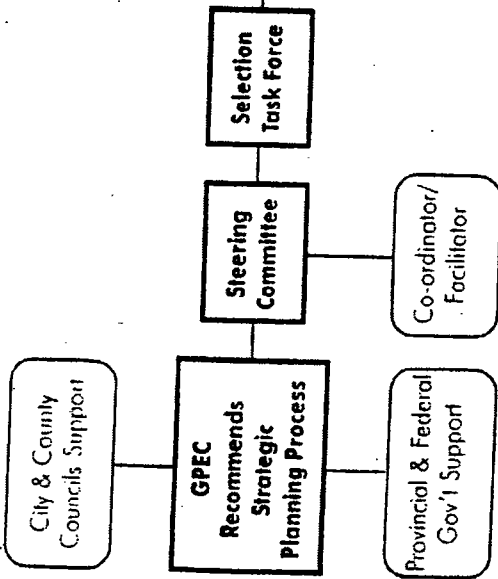 City & County
Councils Support
GPEC
Recommends
Strategic
Planning Process
Provincial & Federal
Gov't Support
Steering
Committee
Co-ordinator/
Facilitator
Selection
Task Force